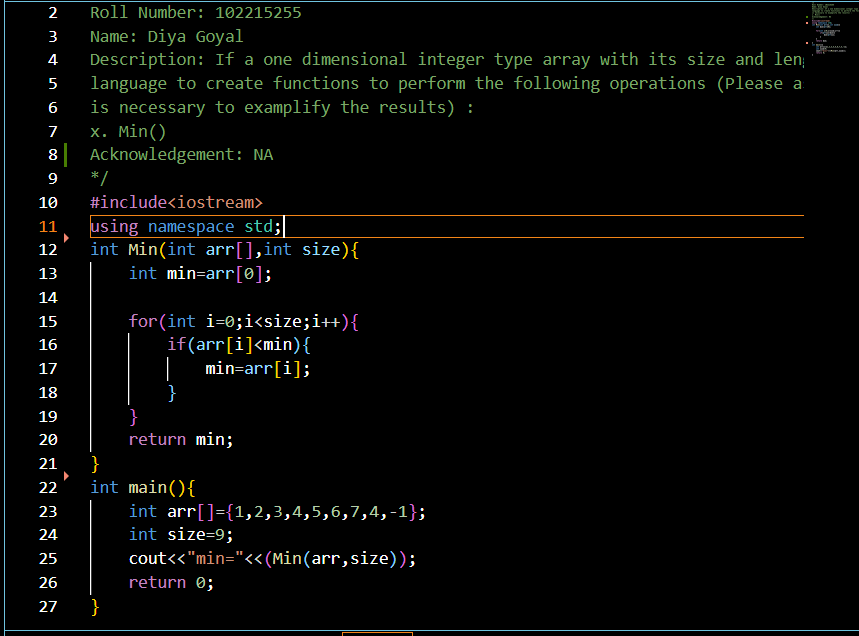 2 Roll Number: 102215255
3 Name: Diya Goyal
4 Description: If a one dimensional integer type array with its size and
5 language to create functions to perform the following operations (Please
6 is necessary to examplify the results) :
7 x. Min()
8 Acknowledgement: NA
9 */
10 #include<iostream>
11 using namespace std;
12 int Min(int arr[],int size){
13     int min=arr[0];
14
15     for(int i=0;i<size;i++){
16         if(arr[i]<min){
17             min=arr[i];
18         }
19     }
20     return min;
21 }
22 int main(){
23     int arr[]={1,2,3,4,5,6,7,4,-1};
24     int size=9;
25     cout<<"min="<<(Min(arr,size));
26     return 0;
27 }